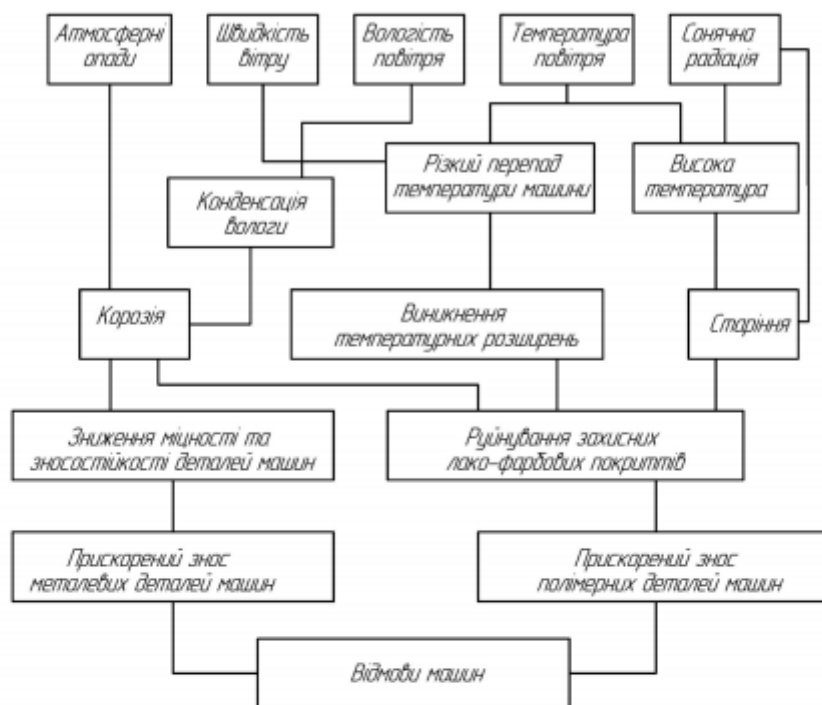 Атмосферні
опади
Швидкість
вітру
Вологість
повітря
Температура
повітря
Сонячна
радіація
Різкий перепад
температури машини
Висока
температура
Конденсація
вологи
Корозія
Виникнення
температурних розширень
Старіння
Зниження міцності та
зносостійкості деталей машин
Руйнування захисних
лако-фарбових покриттів
Прискорений знос
металевих деталей машин
Прискорений знос
полімерних деталей машин
Відмови машин